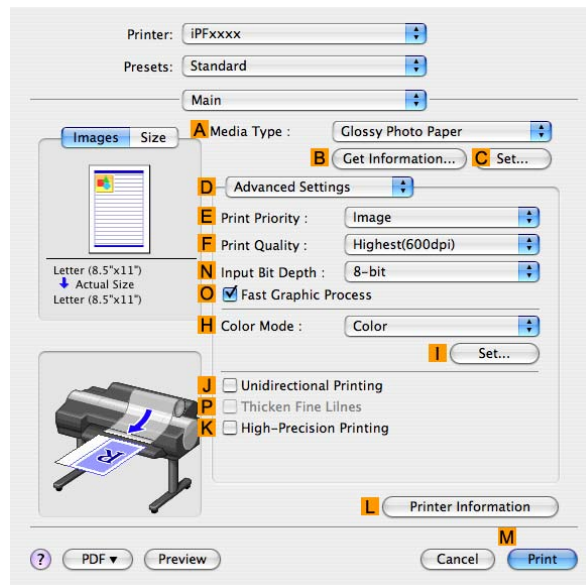 Printer: iPFxxxx
Presets: Standard
Main
Images Size
A Media Type : Glossy Photo Paper
B Get Information... C Set...
D Advanced Settings
E Print Priority : Image
F Print Quality : Highest(600dpi)
N Input Bit Depth : 8-bit
O Fast Graphic Process
Letter (8.5"x11")
Actual Size
Letter (8.5"x11")
H Color Mode : Color
I Set...
J Unidirectional Printing
P Thicken Fine Lilnes
K High-Precision Printing
R
L Printer Information
M
? PDF Preview Cancel Print